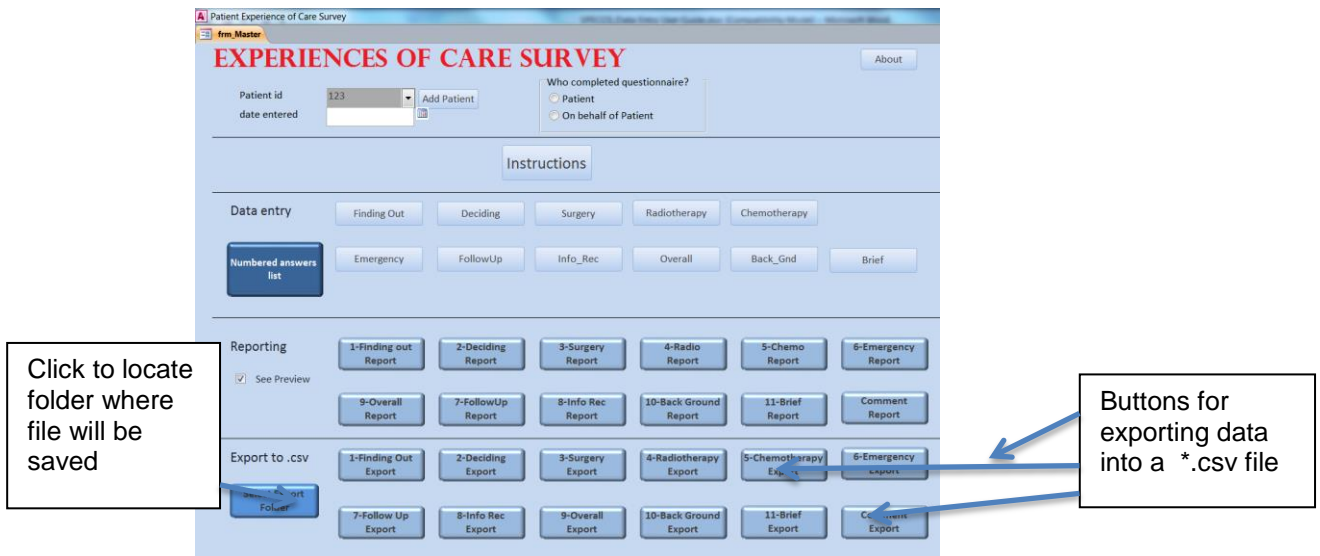 Patient Experience of Care Survey
frm_Master
EXPERIENCES OF CARE SURVEY
About
Patient id
123
Add Patient
date entered
Who completed questionnaire?
Patient
On behalf of Patient
Instructions
Data entry
Finding Out
Deciding
Surgery
Radiotherapy
Chemotherapy
Numbered answers
list
Emergency
FollowUp
Info_Rec
Overall
Back_Gnd
Brief
Reporting
See Preview
1-Finding out
Report
2-Deciding
Report
3-Surgery
Report
4-Radio
Report
5-Chemo
Report
6-Emergency
Report
9-Overall
Report
7-FollowUp
Report
8-Info Rec
Report
10-Back Ground
Report
11-Brief
Report
Comment
Report
Export to .csv
Select Export
Folder
1-Finding Out
Export
2-Deciding
Export
3-Surgery
Export
4-Radiotherapy
Export
5-Chemotherapy
Export
6-Emergency
Export
7-Follow Up
Export
8-Info Rec
Export
9-Overall
Export
10-Back Ground
Export
11-Brief
Export
Comment
Export
Click to locate
folder where
file will be
saved
Buttons for
exporting data
into a *.csv file